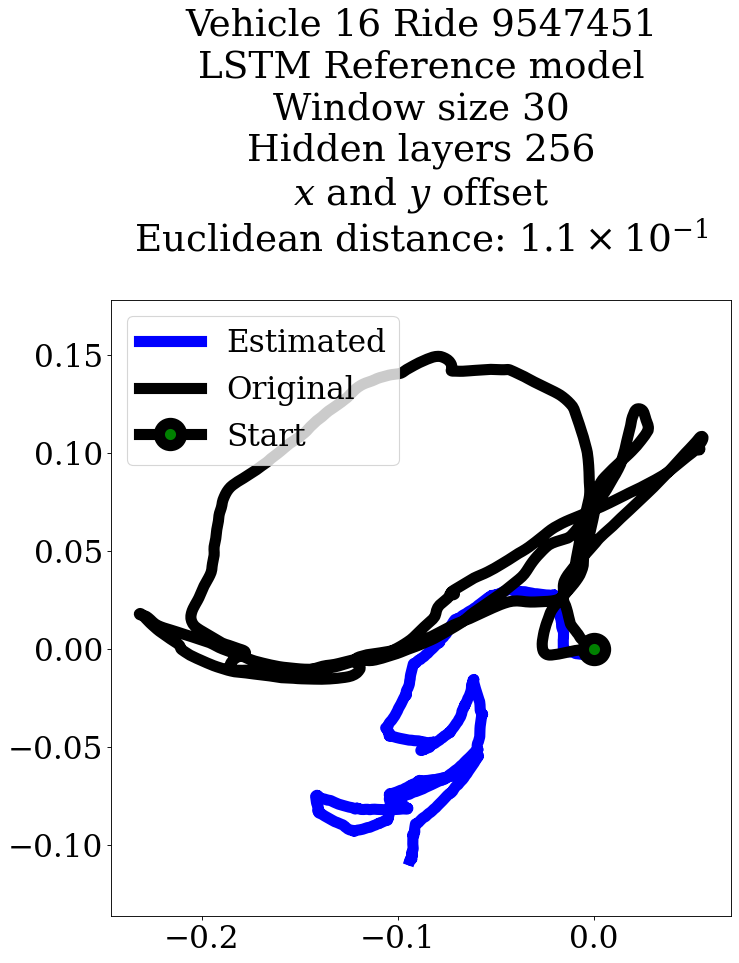 Vehicle 16 Ride 9547451
LSTM Reference model
Window size 30
Hidden layers 256
x and y offset
Euclidean distance: 1.1 × 10⁻¹
Estimated
Original
Start
0.15
0.10
0.05
0.00
−0.05
−0.10
−0.2
−0.1
0.0